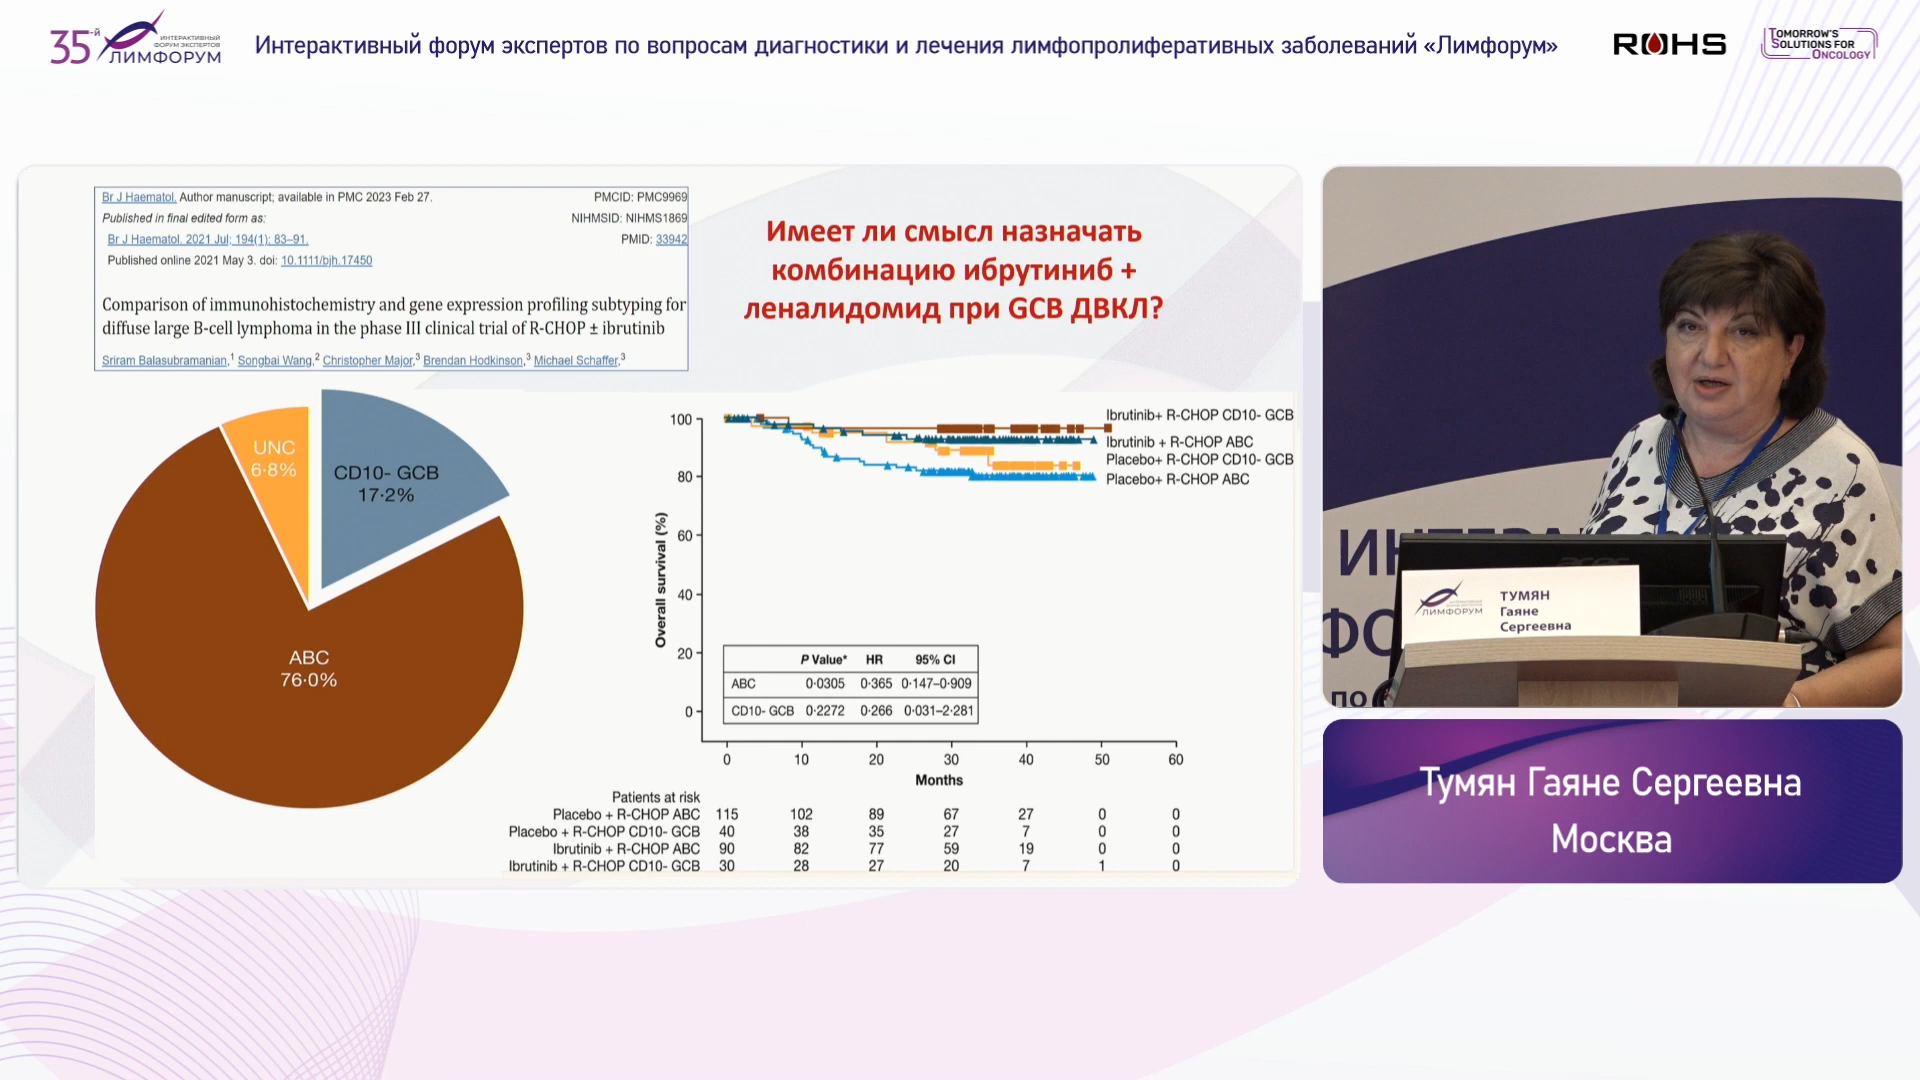 35-й
ИНТЕРАКТИВНЫЙ
ФОРУМ ЭКСПЕРТОВ
ЛИМФОРУМ
Интерактивный форум экспертов по вопросам диагностики и лечения лимфопролиферативных заболеваний «Лимфорум»
ROHS
TOMORROW'S
SOLUTIONS FOR
ONCOLOGY
Br J Haematol. Author manuscript; available in PMC 2023 Feb 27.
PMCID: PMC9969
Published in final edited form as:
NIHMSID: NIHMS1869
Br J Haematol. 2021 Jul; 194(1): 83–91.
PMID: 33942
Published online 2021 May 3. doi: 10.1111/bjh.17450
Comparison of immunohistochemistry and gene expression profiling subtyping for
diffuse large B-cell lymphoma in the phase III clinical trial of R-CHOP ± ibrutinib
Sriram Balasubramanian,1 Songbai Wang,2 Christopher Major,3 Brendan Hodkinson,3 Michael Schaffer,3
Имеет ли смысл назначать
комбинацию ибрутиниб +
леналидомид при GCB ДВКЛ?
UNC
6·8%
CD10- GCB
17·2%
ABC
76·0%
100
80
60
40
20
0
Overall survival (%)
Ibrutinib+ R-CHOP CD10- GCB
Ibrutinib + R-CHOP ABC
Placebo+ R-CHOP CD10- GCB
Placebo+ R-CHOP ABC
P Value* HR 95% CI
ABC 0·0305 0·365 0·147–0·909
CD10- GCB 0·2272 0·266 0·031–2·281
0 10 20 30 40 50 60
Months
Patients at risk
Placebo + R-CHOP ABC 115 102 89 67 27 0 0
Placebo + R-CHOP CD10- GCB 40 38 35 27 7 0 0
Ibrutinib + R-CHOP ABC 90 82 77 59 19 0 0
Ibrutinib + R-CHOP CD10- GCB 30 28 27 20 7 1 0
acer
ЛИМФОРУМ
ТУМЯН
Гаяне
Сергеевна
по
Тумян Гаяне Сергеевна
Москва